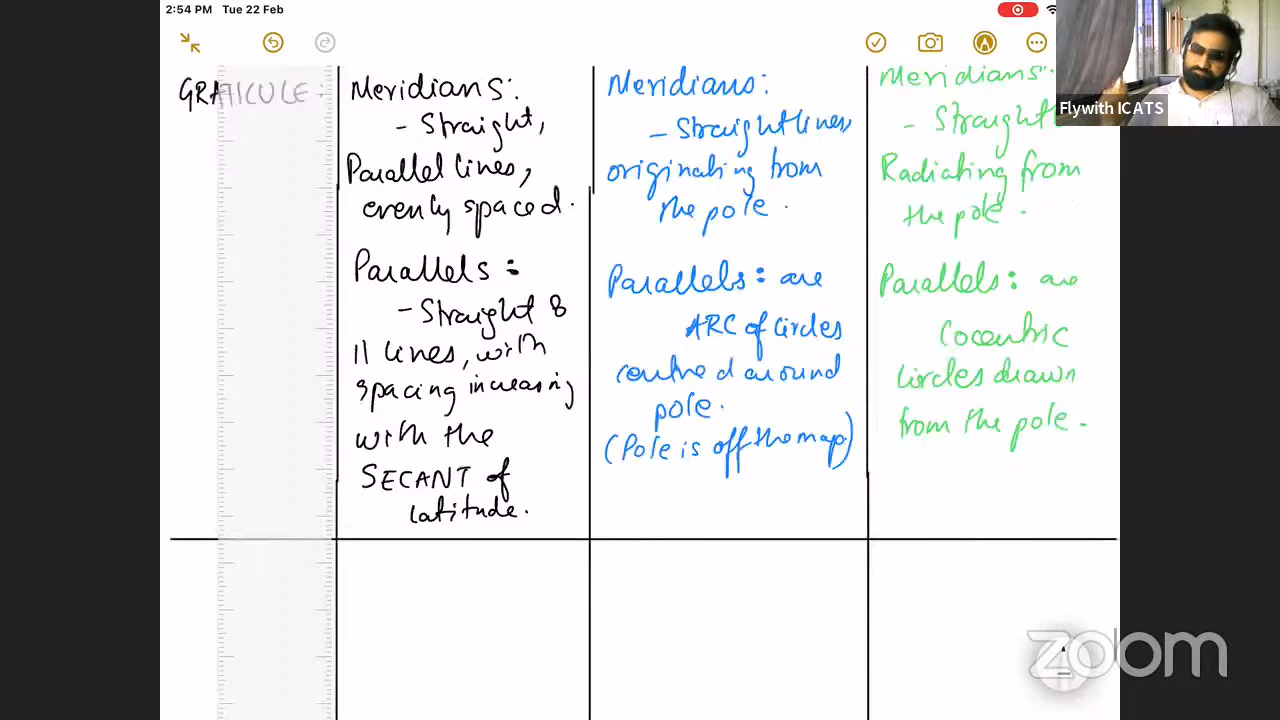 2:54 PM Tue 22 Feb
GRATICULE:
Meridians:
- Straight,
Parallel lines,
evenly spaced.
Parallels:
- Straight &
11 lines, with
spacing increasing
with the
SECANT of
latitude.
Meridians:
- Straight lines
originating from
the pole.
Parallels: are
ARC of circles
centred around
pole.
(Pole is off the map)
Meridians:
- Straight
Radiating from
the pole.
Parallels: are
Cocentric
circles drawn
from the pole.
Flywith ICATS
zoom